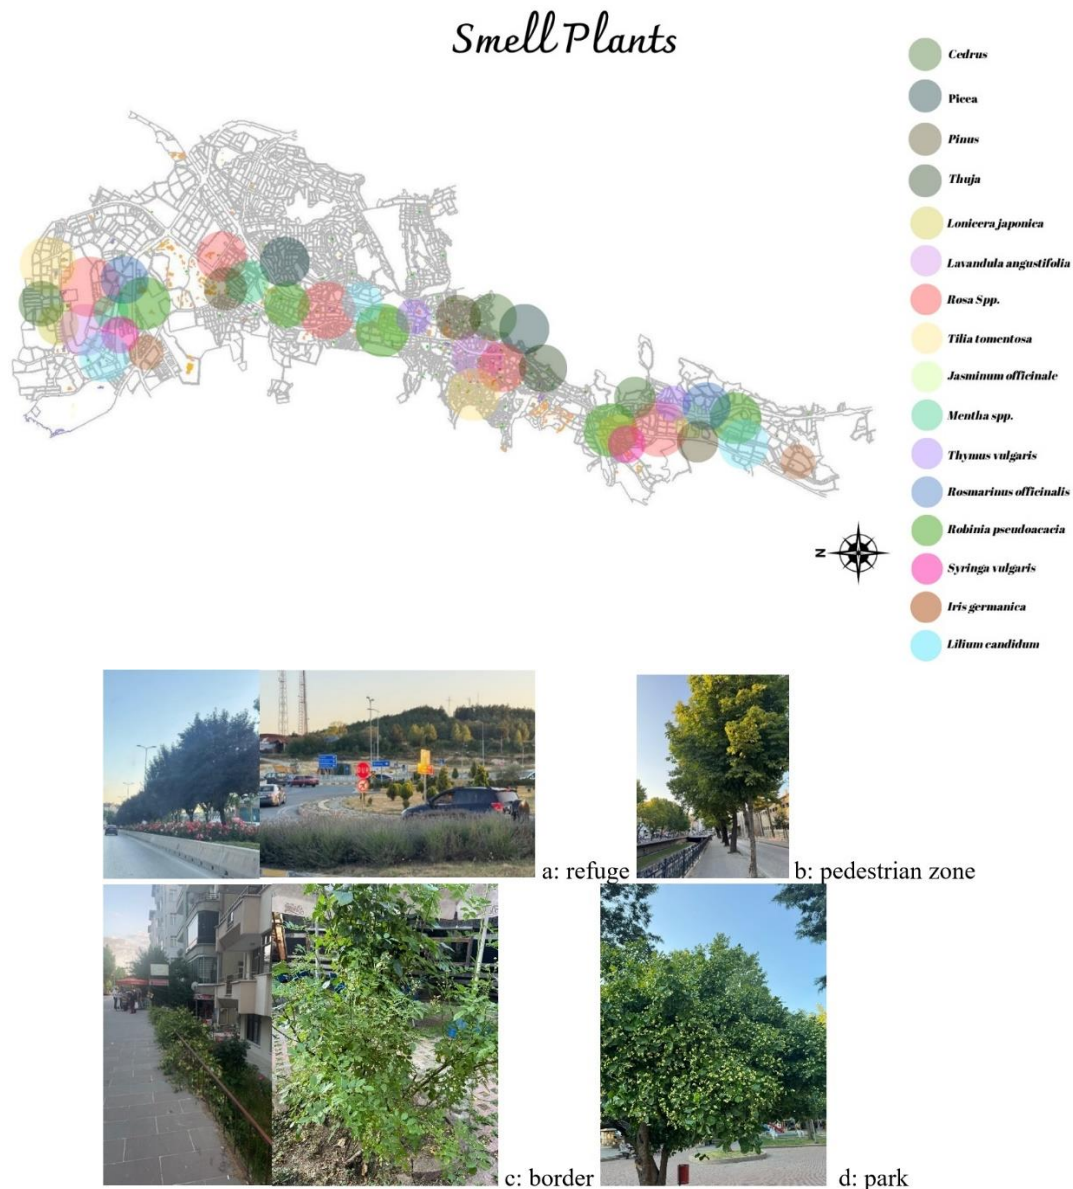 Smell Plants
Cedrus
Picea
Pinus
Thuja
Lonicera japonica
Lavandula angustifolia
Rosa Spp.
Tilia tomentosa
Jasminum officinale
Mentha spp.
Thymus vulgaris
Rosmarinus officinalis
Robinia pseudoacacia
Syringa vulgaris
Iris germanica
Lilium candidum
N
a: refuge
b: pedestrian zone
c: border
d: park